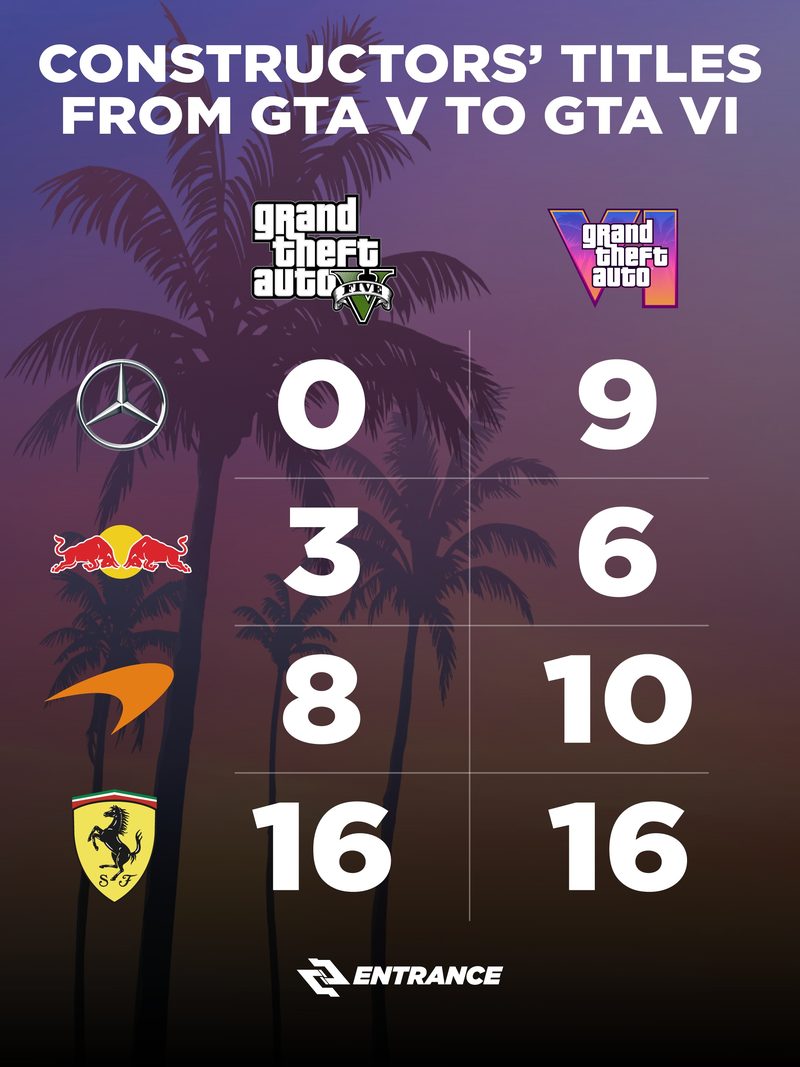 CONSTRUCTORS’ TITLES
FROM GTA V TO GTA VI
grand
theft
auto
FIVE
V
VI
grand
theft
auto
0 9
3 6
8 10
S F
16 16
ENTRANCE